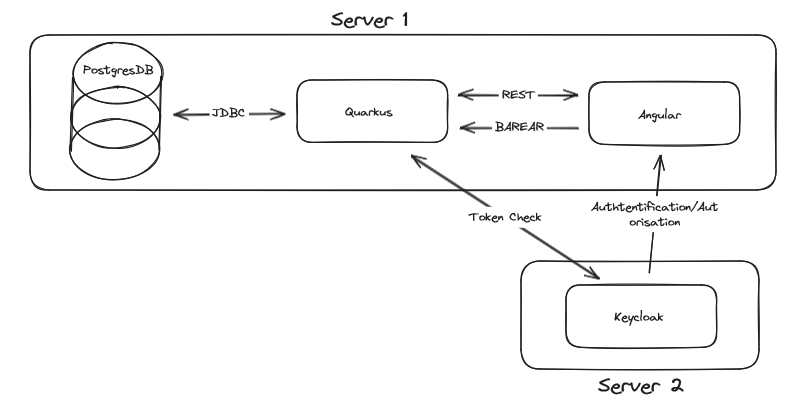 Server 1
PostgresDB
JDBC
Quarkus
REST
BAREAR
Angular
Token Check
Authtentification/Aut
orisation
Keycloak
Server 2